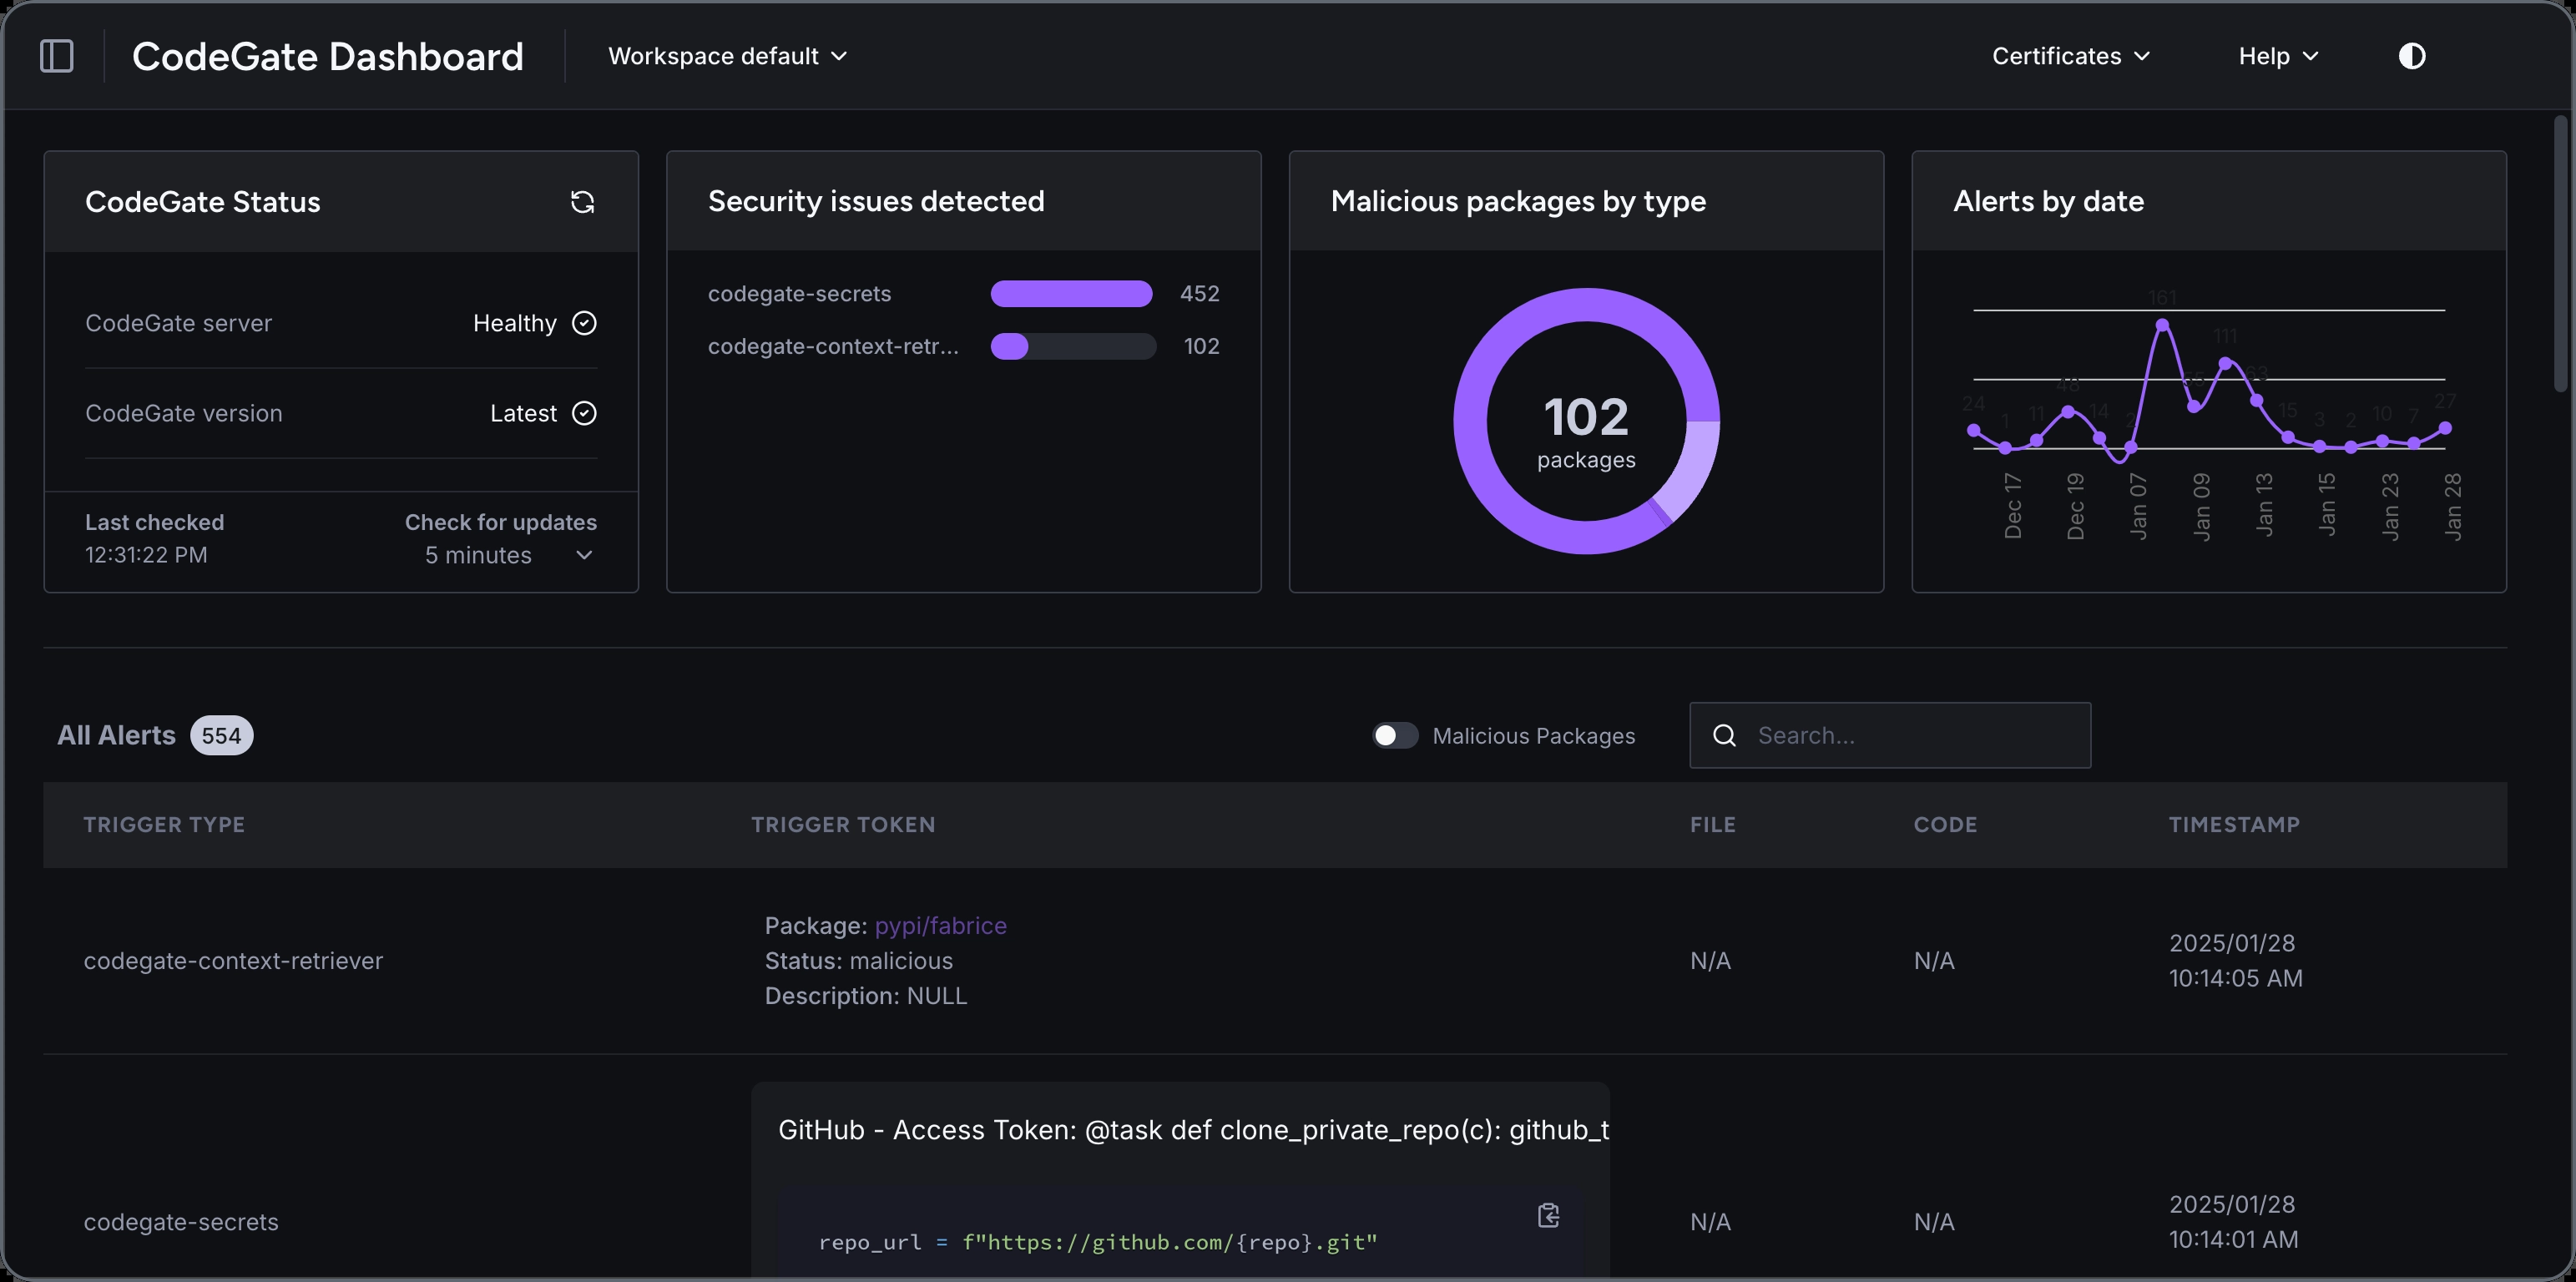 CodeGate Dashboard
Workspace default
Certificates
Help
CodeGate Status
CodeGate server
Healthy
CodeGate version
Latest
Last checked
Check for updates
12:31:22 PM
5 minutes
Security issues detected
codegate-secrets
452
codegate-context-retr...
102
Malicious packages by type
102
packages
Alerts by date
161
111
48
63
24
1
11
14
15
3
2
10
7
27
Dec 17
Dec 19
Jan 07
Jan 09
Jan 13
Jan 15
Jan 23
Jan 28
All Alerts 554
Malicious Packages
Search...
TRIGGER TYPE
TRIGGER TOKEN
FILE
CODE
TIMESTAMP
codegate-context-retriever
Package: pypi/fabrice
Status: malicious
Description: NULL
N/A
N/A
2025/01/28
10:14:05 AM
codegate-secrets
GitHub - Access Token: @task def clone_private_repo(c): github_t
repo_url = f"https://github.com/{repo}.git"
N/A
N/A
2025/01/28
10:14:01 AM